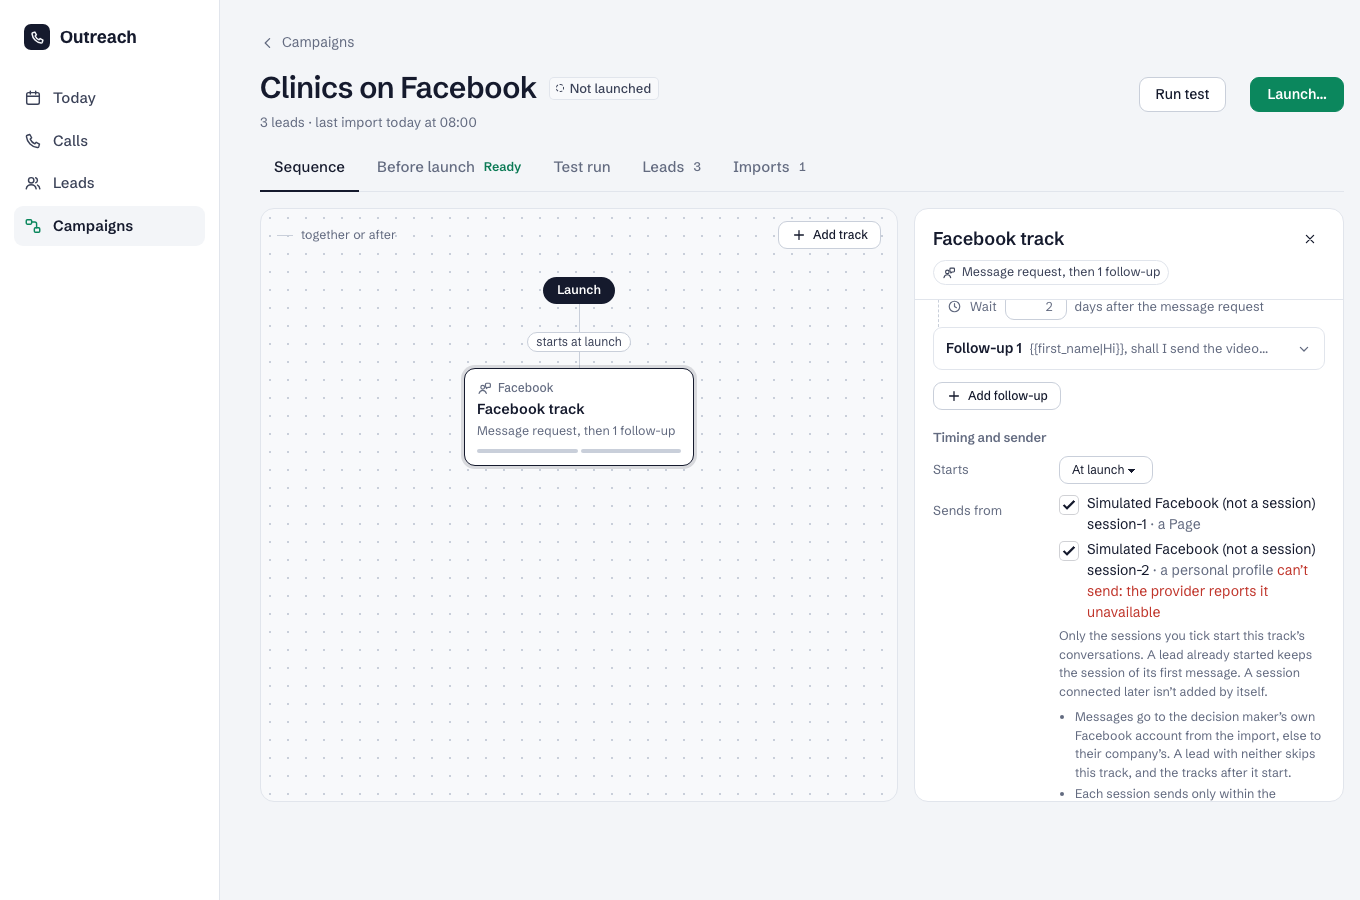 Outreach
Today
Calls
Leads
Campaigns
Campaigns
Clinics on Facebook
Not launched
3 leads · last import today at 08:00
Run test
Launch...
Sequence
Before launch Ready
Test run
Leads 3
Imports 1
together or after
Add track
Launch
starts at launch
Facebook
Facebook track
Message request, then 1 follow-up
Facebook track
Message request, then 1 follow-up
Wait 2 days after the message request
Follow-up 1 {{first_name|Hi}}, shall I send the video...
Add follow-up
Timing and sender
Starts
At launch
Sends from
Simulated Facebook (not a session)
session-1 · a Page
Simulated Facebook (not a session)
session-2 · a personal profile can't
send: the provider reports it
unavailable
Only the sessions you tick start this track's
conversations. A lead already started keeps
the session of its first message. A session
connected later isn't added by itself.
• Messages go to the decision maker's own
Facebook account from the import, else to
their company's. A lead with neither skips
this track, and the tracks after it start.
• Each session sends only within the